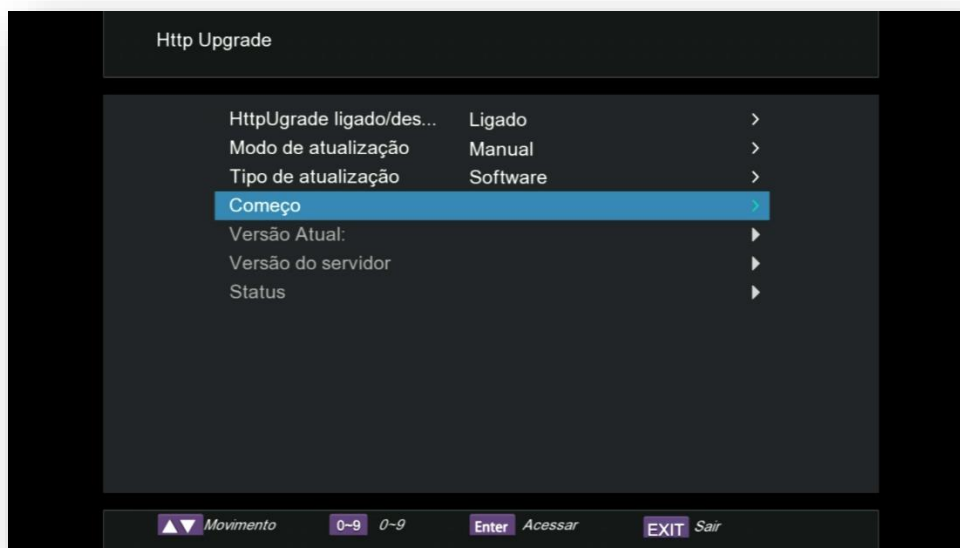 Http Upgrade
HttpUgrade ligado/des... Ligado >
Modo de atualização Manual >
Tipo de atualização Software >
Começo >
Versão Atual:
Versão do servidor
Status
▲▼ Movimento 0~9 0~9 Enter Acessar EXIT Sair